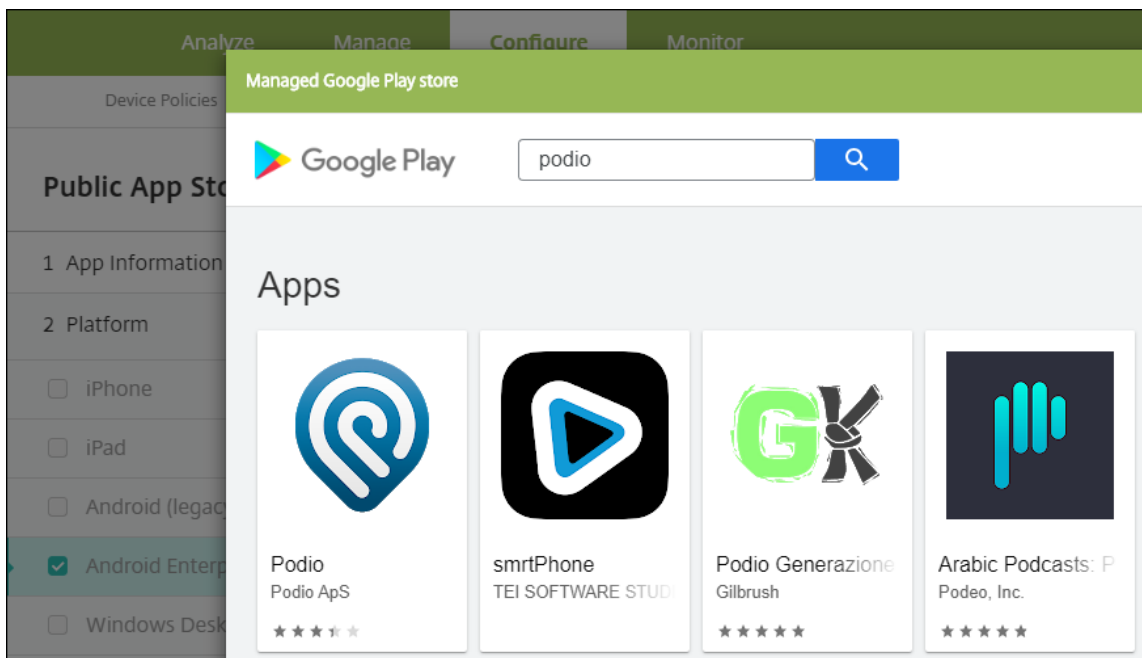 Analyze Manage Configure Monitor
Managed Google Play store
Device Policies
Google Play
podio
Public App Sto
1 App Information
2 Platform
iPhone
iPad
Android (legac
Android Enterp
Windows Desk
Apps
GK
Podio
Podio ApS
smrtPhone
TEI SOFTWARE STUD
Podio Generazione
Gilbrush
Arabic Podcasts: P
Podeo, Inc.